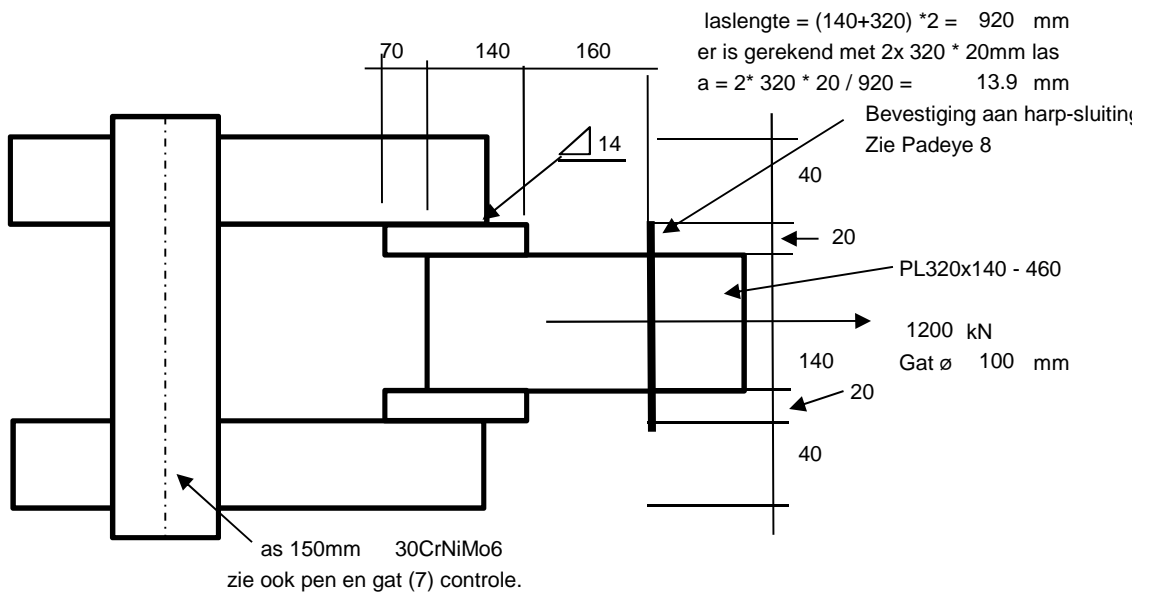 laslengte = (140+320) *2 = 920 mm
er is gerekend met 2x 320 * 20mm las
a = 2* 320 * 20 / 920 = 13.9 mm
70 140 160
Bevestiging aan harp-sluiting
Zie Padeye 8
14
40
20
PL320x140 - 460
1200 kN
140
Gat ø 100 mm
20
40
as 150mm 30CrNiMo6
zie ook pen en gat (7) controle.